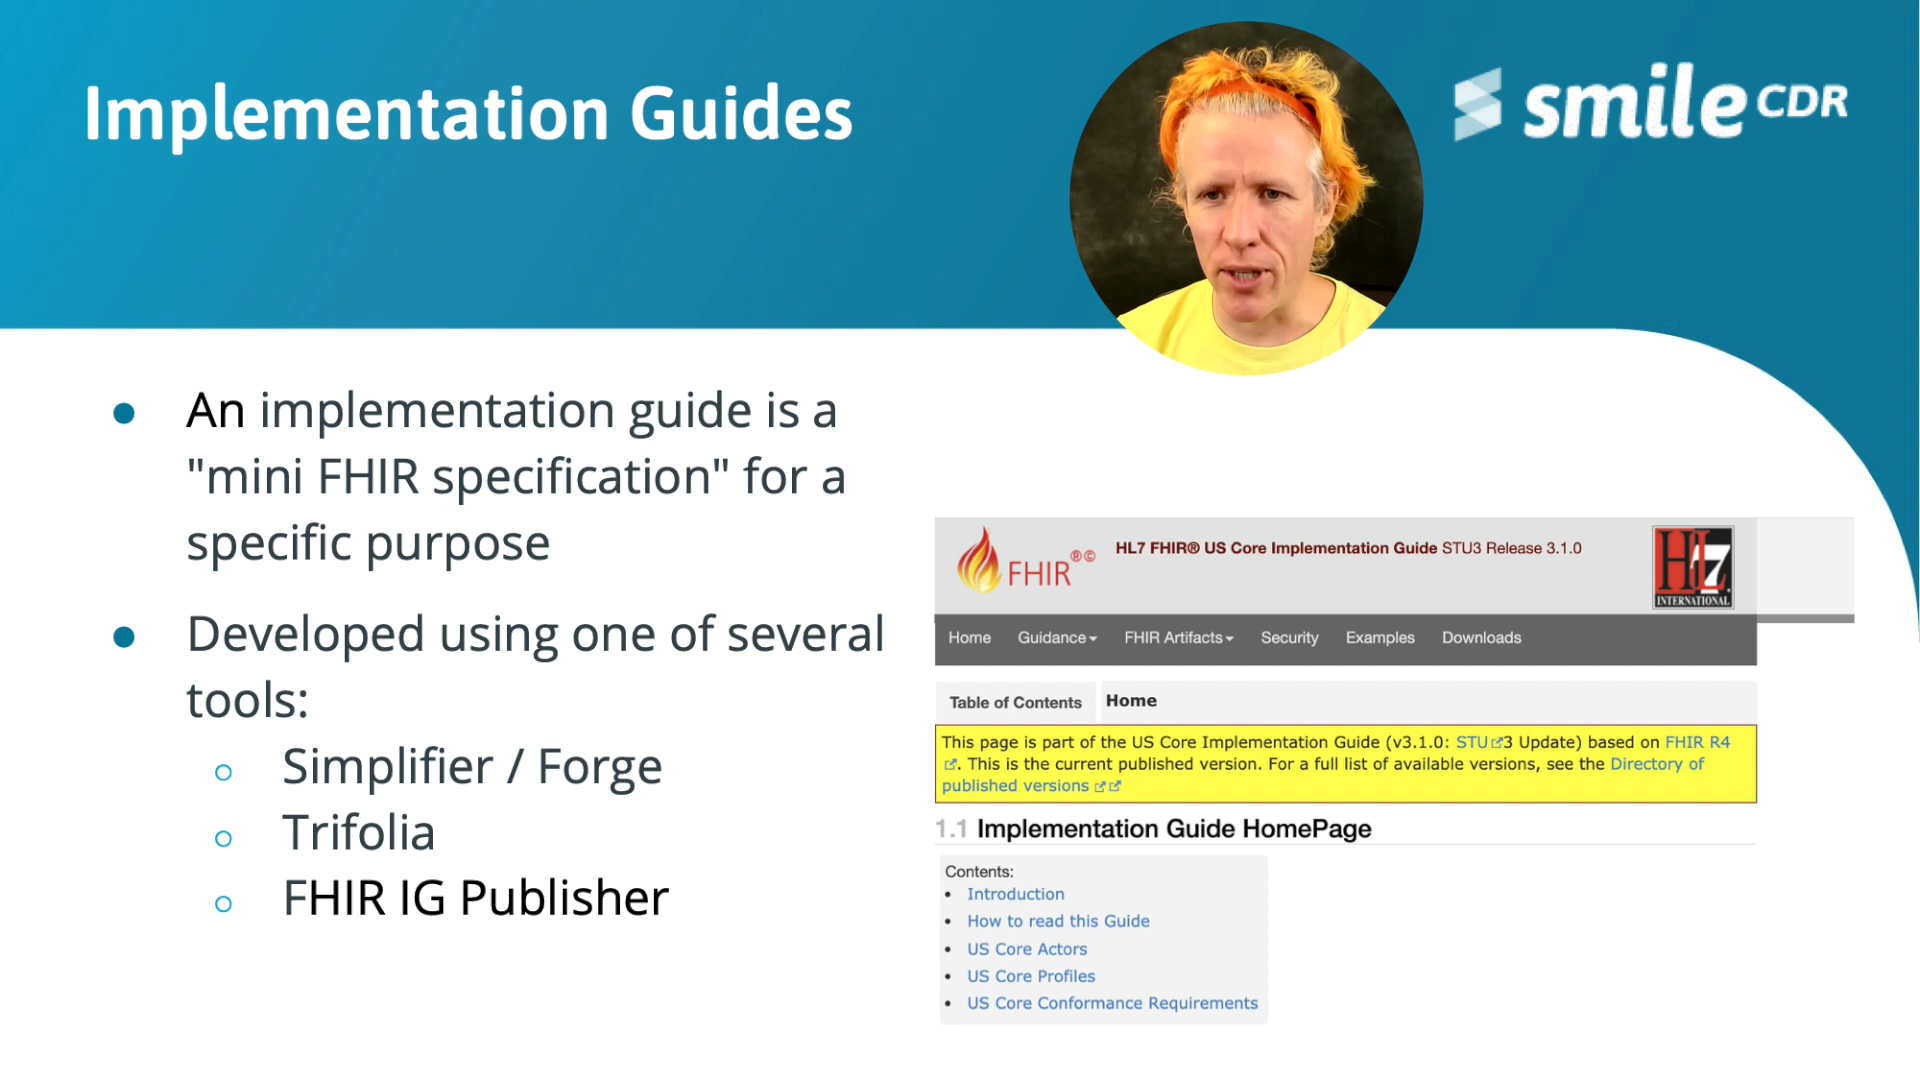 Implementation Guides
smile CDR
● An implementation guide is a
"mini FHIR specification" for a
specific purpose
● Developed using one of several
tools:
○ Simplifier / Forge
○ Trifolia
○ FHIR IG Publisher
FHIR ®©
HL7 FHIR® US Core Implementation Guide STU3 Release 3.1.0
HL7
INTERNATIONAL
Home Guidance FHIR Artifacts Security Examples Downloads
Table of Contents Home
This page is part of the US Core Implementation Guide (v3.1.0: STU3 Update) based on FHIR R4
. This is the current published version. For a full list of available versions, see the Directory of
published versions
1.1 Implementation Guide HomePage
Contents:
• Introduction
• How to read this Guide
• US Core Actors
• US Core Profiles
• US Core Conformance Requirements